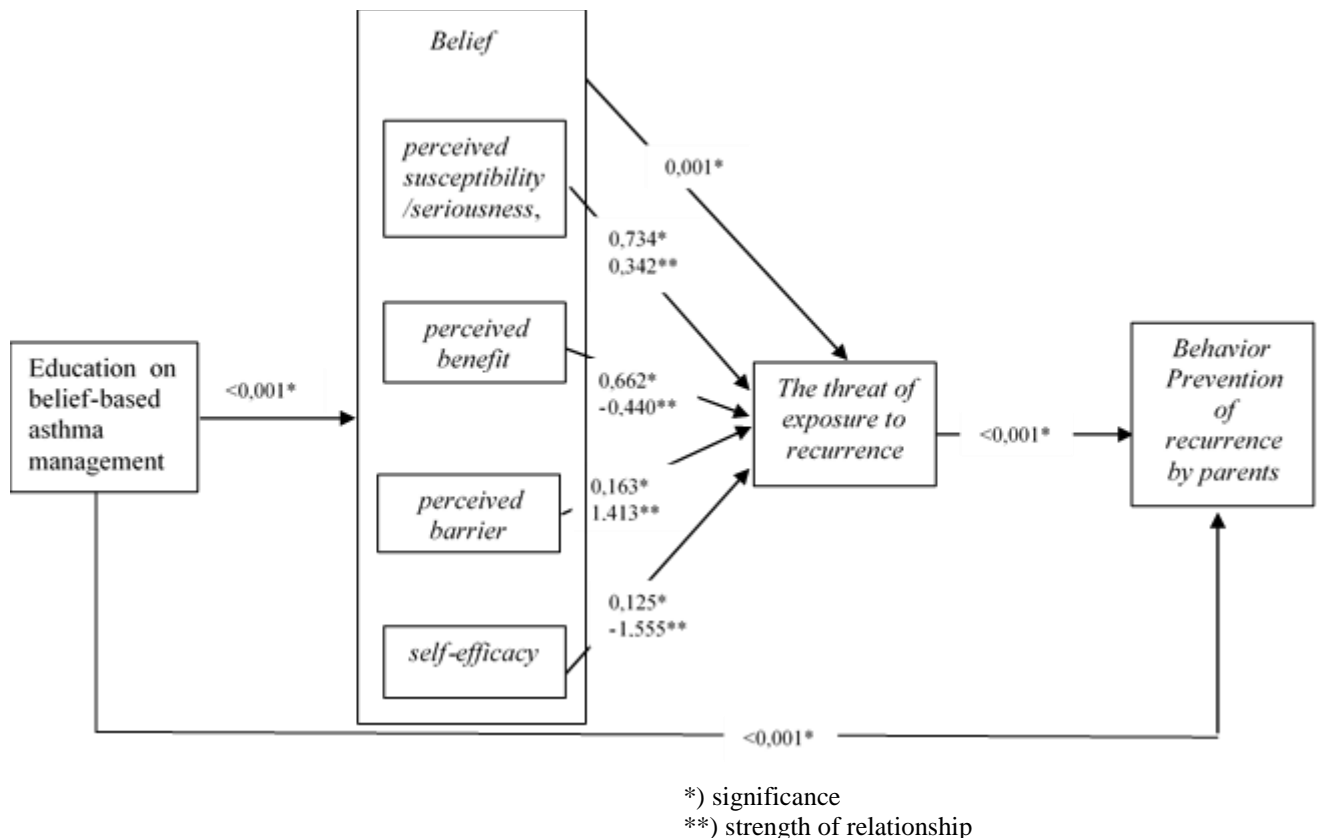 Belief
perceived
susceptibility
/seriousness,
0,001*
0,734*
0,342**
perceived
benefit
0,662*
-0,440**
Education on
belief-based
asthma
management
<0,001*
The threat of
exposure to
recurrence
<0,001*
Behavior
Prevention
of
recurrence
by parents
perceived
barrier
0,163*
1.413**
0,125*
-1.555**
self-efficacy
<0,001*
*) significance
**) strength of relationship